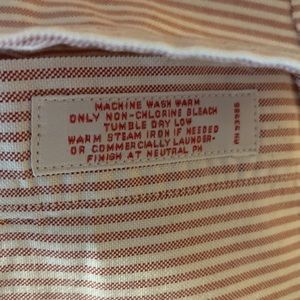 MACHINE WASH WARM
ONLY NON-CHLORINE BLEACH
TUMBLE DRY LOW
WARM STEAM IRON IF NEEDED
OR COMMERCIALLY LAUNDER-
FINISH AT NEUTRAL PH